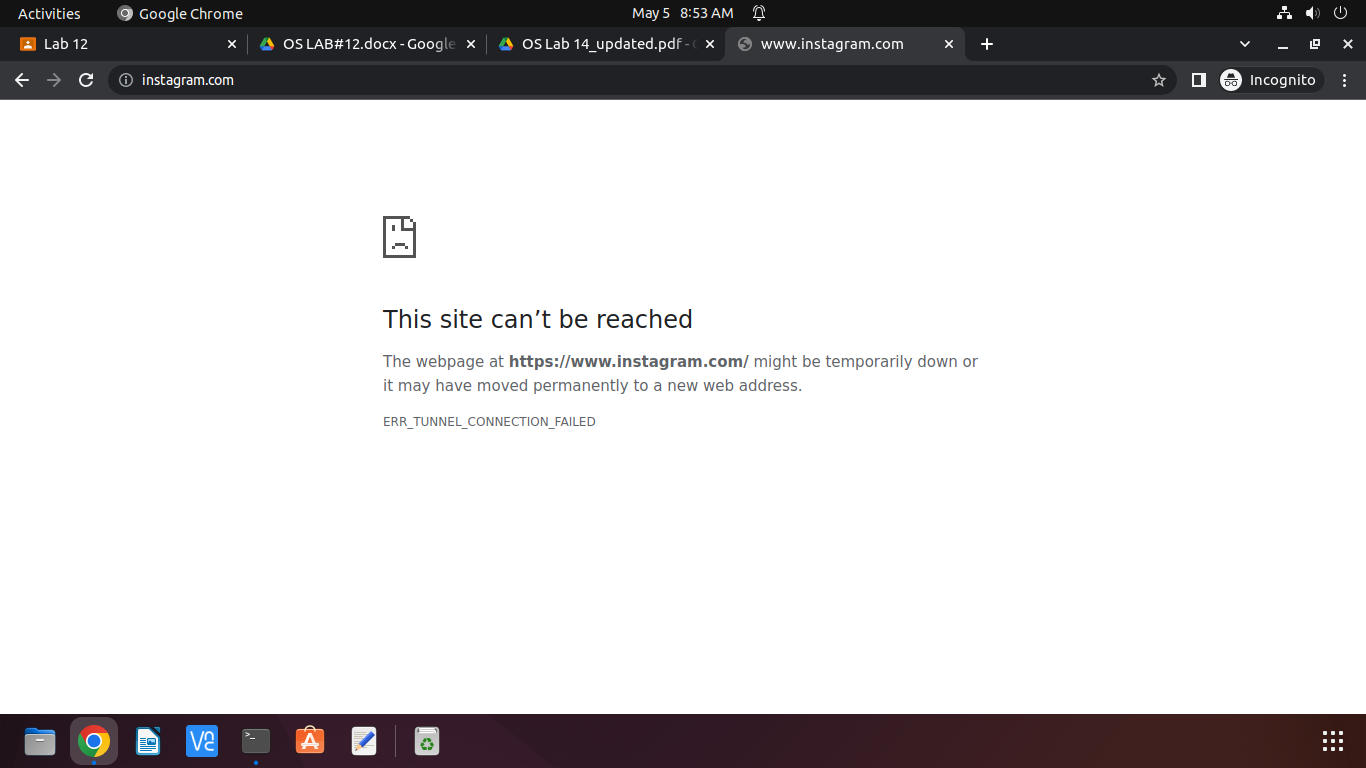 Activities Google Chrome May 5 8:53 AM
Lab 12 OS LAB#12.docx - Google OS Lab 14_updated.pdf - www.instagram.com
instagram.com Incognito
This site can’t be reached
The webpage at https://www.instagram.com/ might be temporarily down or
it may have moved permanently to a new web address.
ERR_TUNNEL_CONNECTION_FAILED